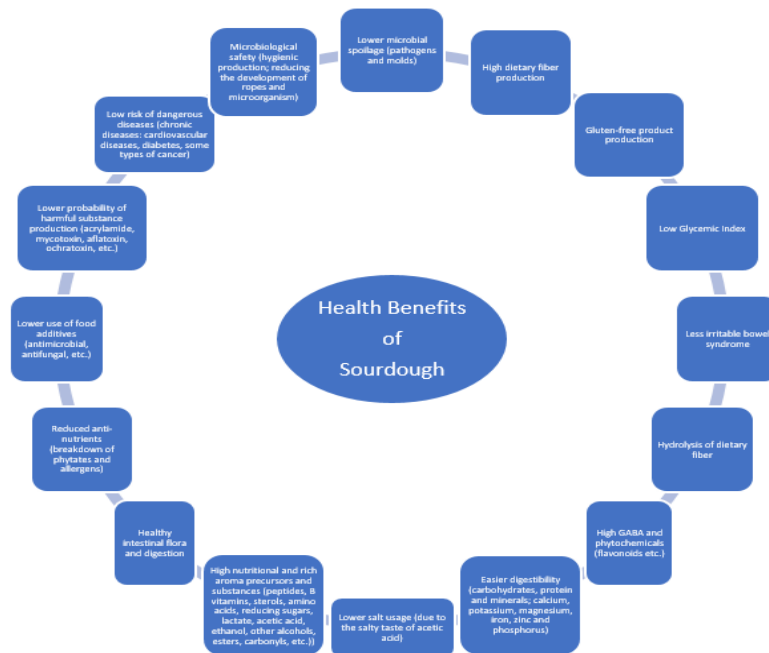 Lower microbial
spoilage (pathogens
and molds)
High dietary fiber
production
Gluten-free product
production
Low Glycemic Index
Less irritable bowel
syndrome
Hydrolysis of dietary
fiber
High GABA and
phytochemicals
(flavonoids etc.)
Easier digestibility
(carbohydrates, protein
and minerals; calcium,
potassium, magnesium,
iron, zinc and
phosphorus)
Lower salt usage (due to
the salty taste of acetic
acid)
High nutritional and rich
aroma precursors and
substances (peptides, B
vitamins, sterols, amino
acids, reducing sugars,
lactate, acetic acid,
ethanol, other alcohols,
esters, carbonyls, etc.))
Healthy
intestinal flora
and digestion
Reduced anti-
nutrients
(breakdown of
phytates and
allergens)
Lower use of food
additives
(antimicrobial,
antifungal, etc.)
Lower probability of
harmful substance
production (acrylamide,
mycotoxin, aflatoxin,
ochratoxin, etc.)
Low risk of dangerous
diseases (chronic
diseases: cardiovascular
diseases, diabetes, some
types of cancer)
Microbiological
safety (hygienic
production; reducing
the development of
ropes and
microorganism)
Health Benefits
of
Sourdough